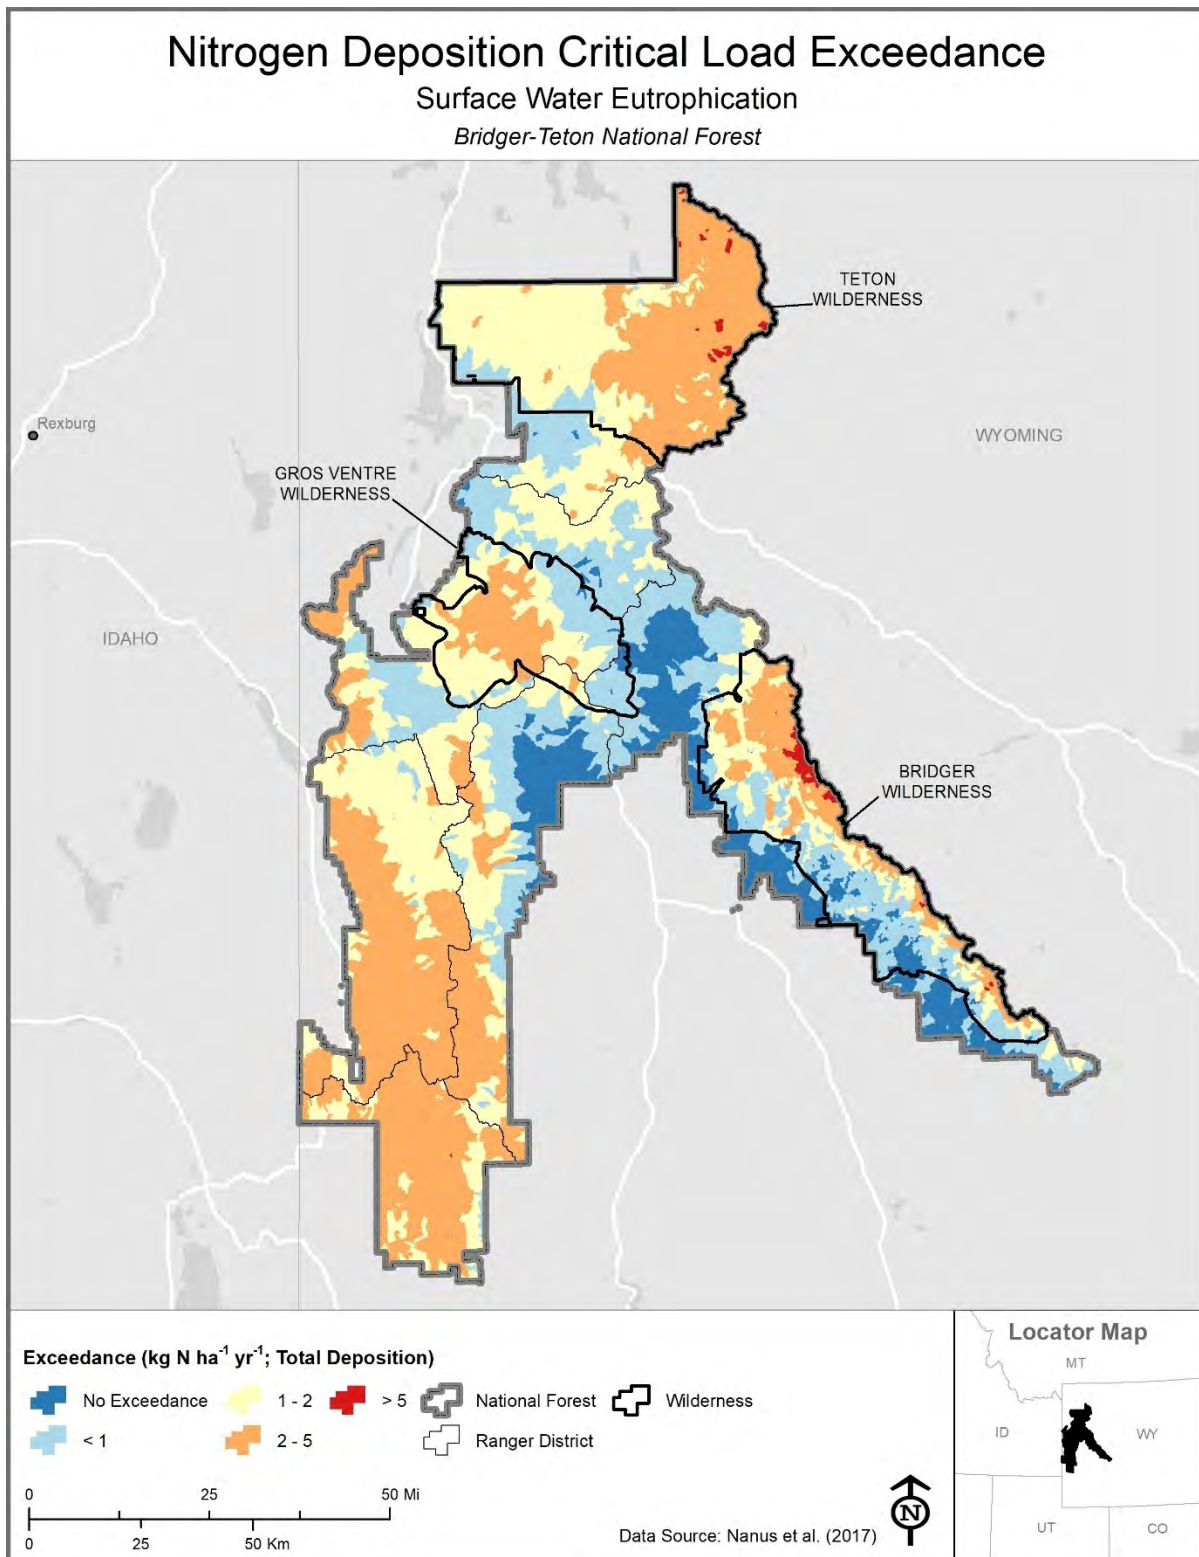 Nitrogen Deposition Critical Load Exceedance
Surface Water Eutrophication
Bridger-Teton National Forest
TETON
WILDERNESS
Rexburg
WYOMING
GROS VENTRE
WILDERNESS
IDAHO
BRIDGER
WILDERNESS
Exceedance (kg N ha⁻¹ yr⁻¹; Total Deposition)
No Exceedance
1 - 2
> 5
National Forest
Wilderness
< 1
2 - 5
Ranger District
0 25 50 Mi
0 25 50 Km
N
Data Source: Nanus et al. (2017)
Locator Map
MT
ID
WY
UT
CO